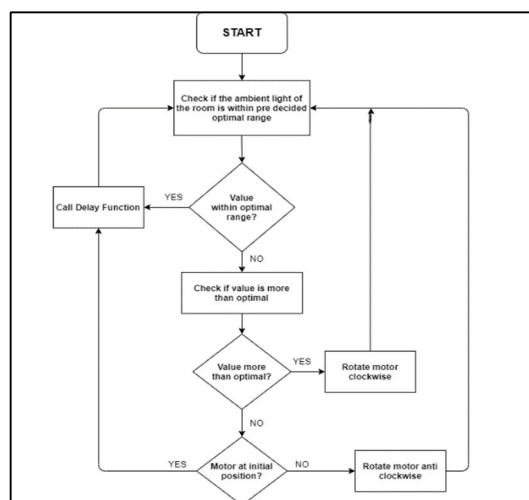 START
Check if the ambient light of
the room is within pre decided
optimal range
Value
within optimal
range?
YES
Call Delay Function
NO
Check if value is more
than optimal
Value more
than optimal?
YES
Rotate motor
clockwise
NO
Motor at initial
position?
YES
NO
Rotate motor anti
clockwise